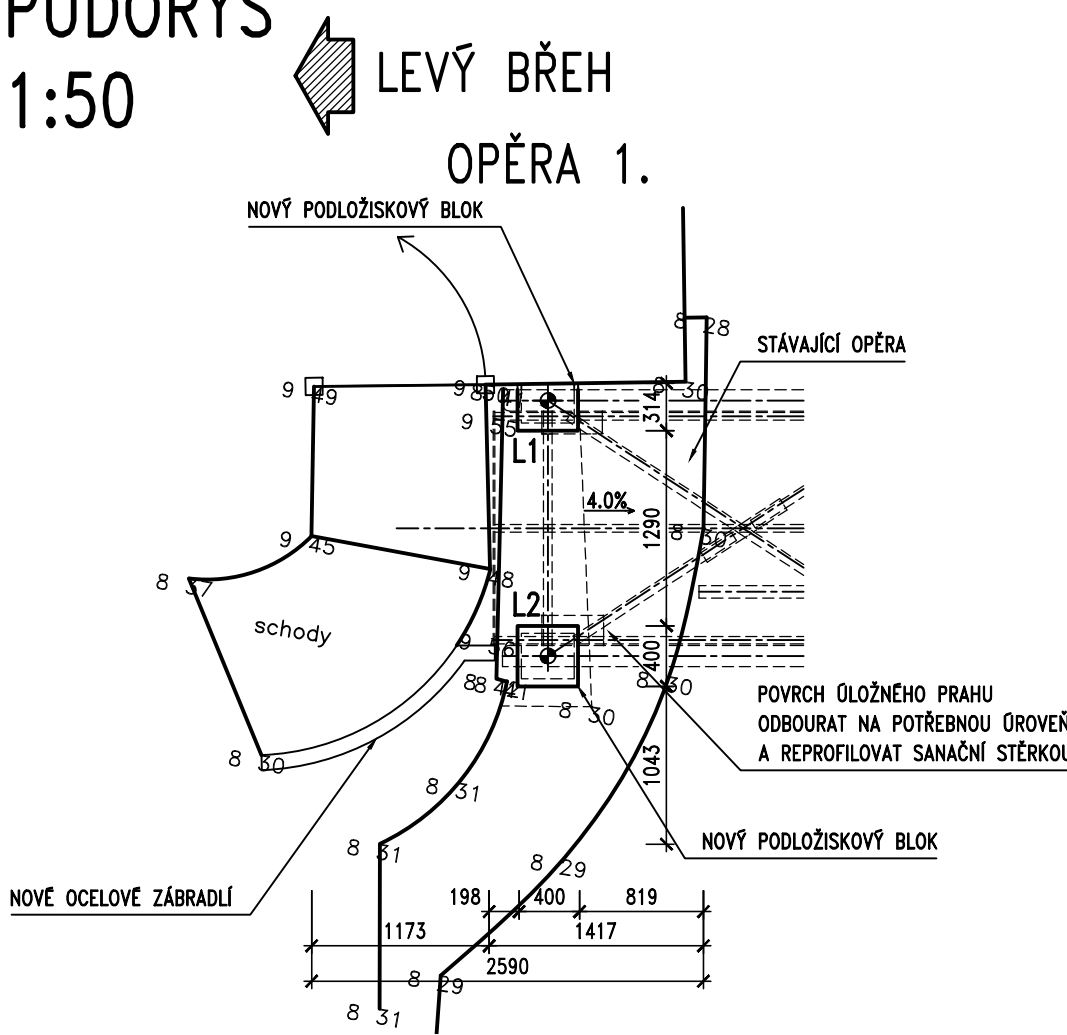 PŮDORYS
1:50
LEVÝ BŘEH
OPĚRA 1.
NOVÝ PODLOŽISKOVÝ BLOK
8 28
STÁVAJÍCÍ OPĚRA
9 49
30
314
9 55
L1
4.0%
1290
8 30
9 45
9 48
8 37
L2
schody
9 56
400
8 30
8 30
POVRCH ÚLOŽNÉHO PRAHU
ODBOURAT NA POTŘEBNOU ÚROVEŇ
A REPROFILOVAT SANAČNÍ STĚRKOU
8 30
1043
8 31
NOVÝ PODLOŽISKOVÝ BLOK
8 31
8 29
NOVÉ OCELOVÉ ZÁBRADLÍ
198 400 819
1173 1417
2590
8 29
8 31